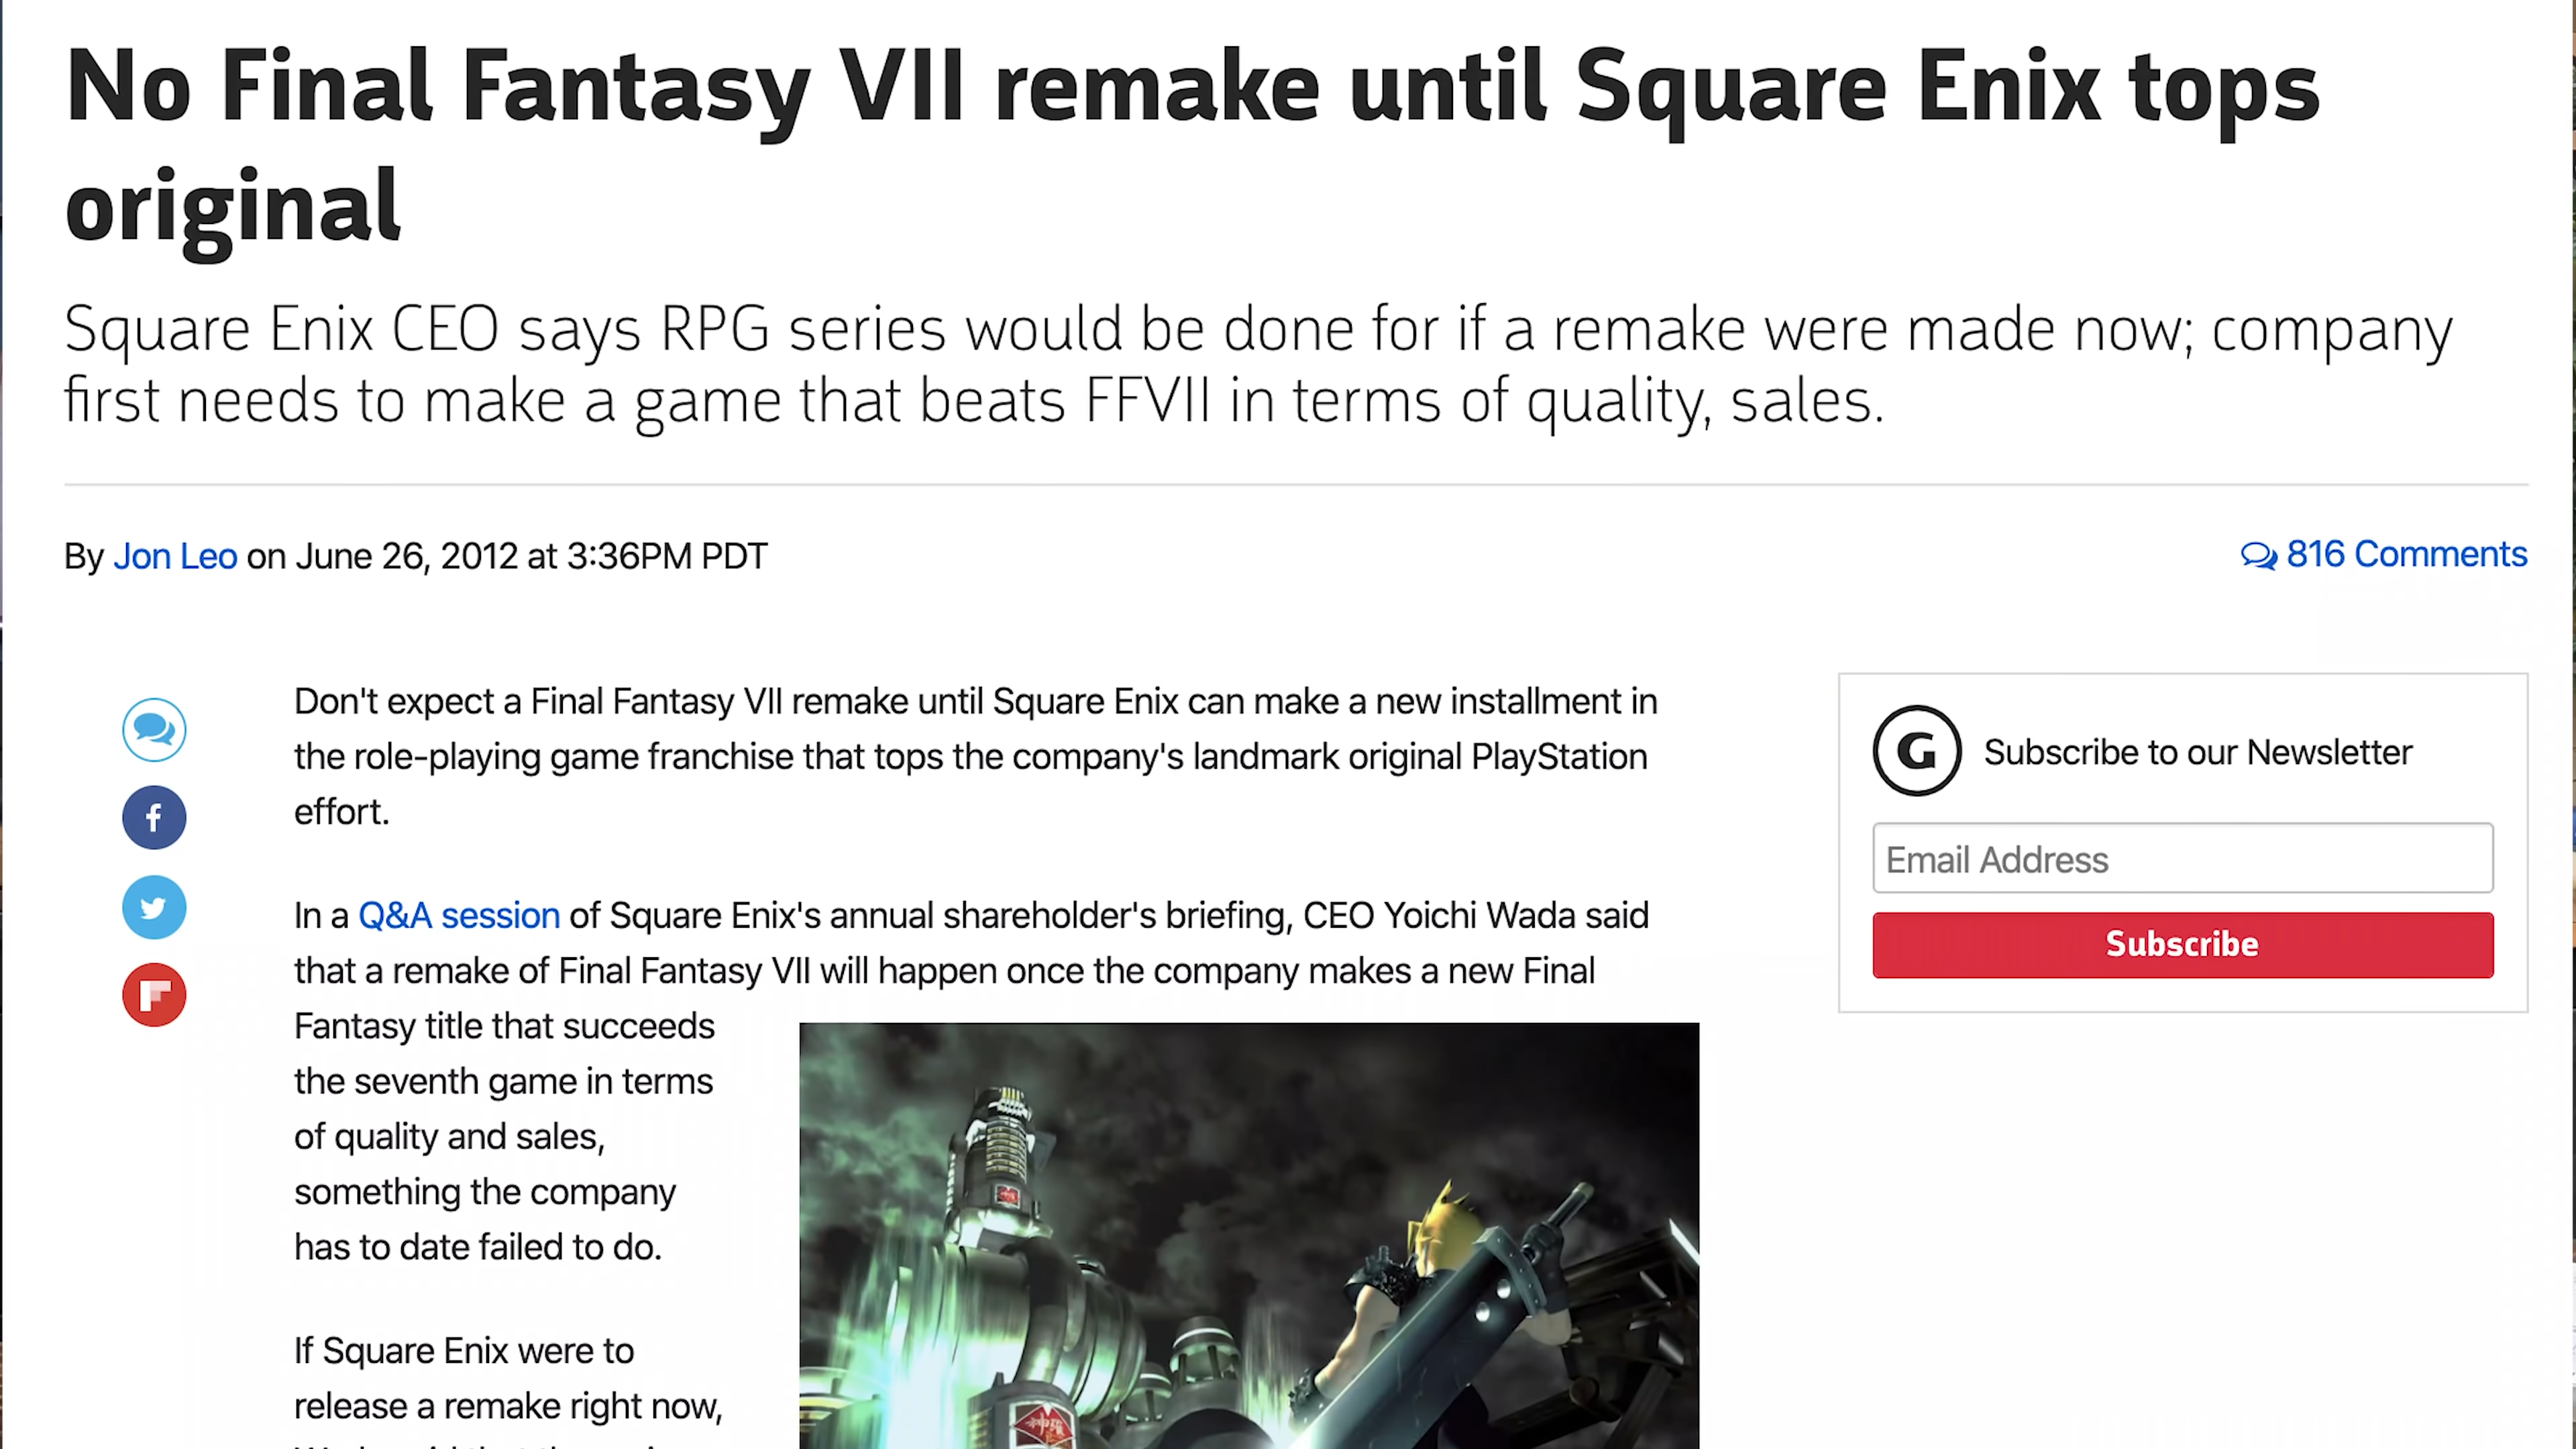 No Final Fantasy VII remake until Square Enix tops
original
Square Enix CEO says RPG series would be done for if a remake were made now; company
first needs to make a game that beats FFVII in terms of quality, sales.
By Jon Leo on June 26, 2012 at 3:36PM PDT
816 Comments
Don't expect a Final Fantasy VII remake until Square Enix can make a new installment in
the role-playing game franchise that tops the company's landmark original PlayStation
effort.
In a Q&A session of Square Enix's annual shareholder's briefing, CEO Yoichi Wada said
that a remake of Final Fantasy VII will happen once the company makes a new Final
Fantasy title that succeeds
the seventh game in terms
of quality and sales,
something the company
has to date failed to do.
If Square Enix were to
release a remake right now,
G Subscribe to our Newsletter
Email Address
Subscribe